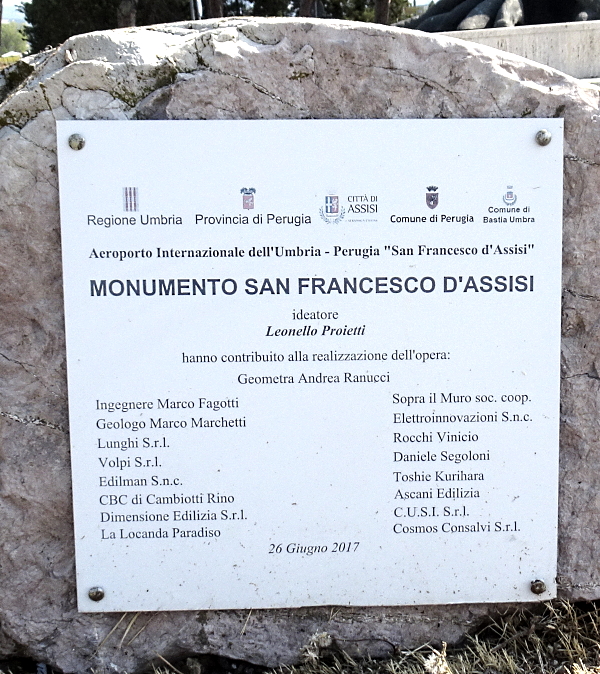 Regione Umbria
Provincia di Perugia
CITTÀ DI
ASSISI
Comune di Perugia
Comune di
Bastia Umbra
Aeroporto Internazionale dell'Umbria - Perugia "San Francesco d'Assisi"
MONUMENTO SAN FRANCESCO D'ASSISI
ideatore
Leonello Proietti
hanno contribuito alla realizzazione dell'opera:
Geometra Andrea Ranucci
Ingegnere Marco Fagotti
Geologo Marco Marchetti
Lunghi S.r.l.
Volpi S.r.l.
Edilman S.n.c.
CBC di Cambiotti Rino
Dimensione Edilizia S.r.l.
La Locanda Paradiso
Sopra il Muro soc. coop.
Elettroinnovazioni S.n.c.
Rocchi Vinicio
Daniele Segoloni
Toshie Kurihara
Ascani Edilizia
C.U.S.I. S.r.l.
Cosmos Consalvi S.r.l.
26 Giugno 2017